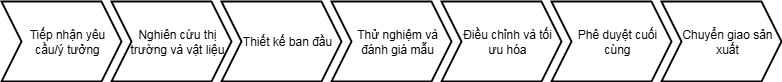 Tiếp nhận yêu
cầu/ý tưởng
Nghiên cứu thị
trường và vật liệu
Thiết kế ban đầu
Thử nghiệm và
đánh giá mẫu
Điều chỉnh và tối
ưu hóa
Phê duyệt cuối
cùng
Chuyển giao sản
xuất